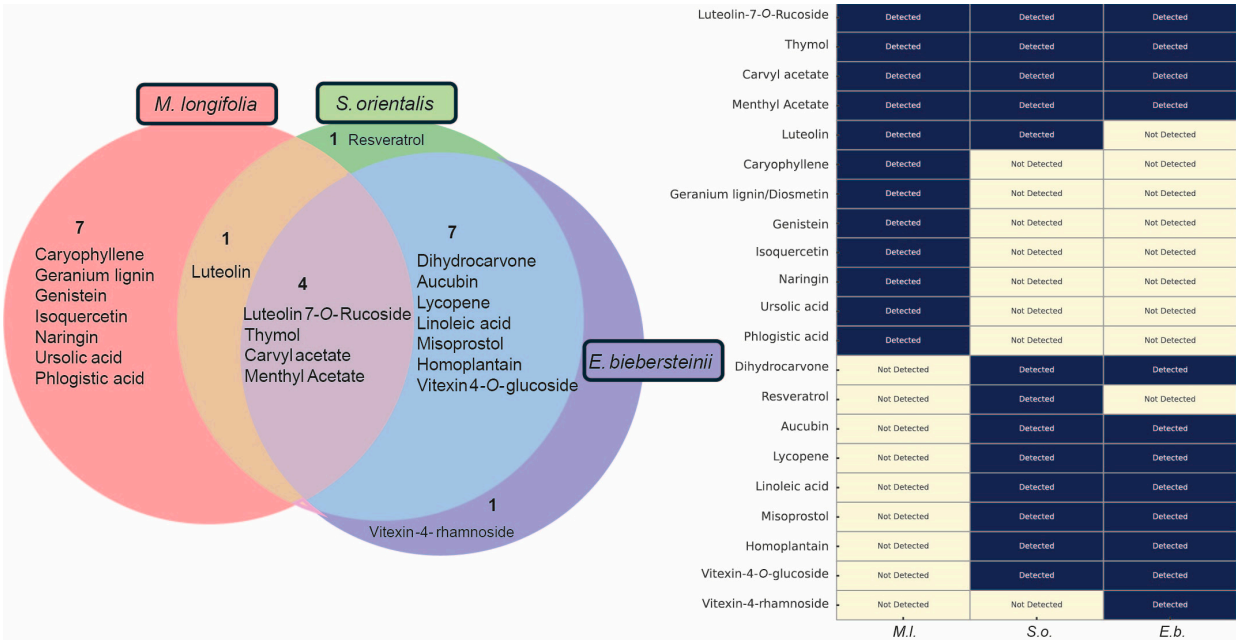 M. longifolia
S. orientalis
1 Resveratrol
7
Caryophyllene
Geranium lignin
Genistein
Isoquercetin
Naringin
Ursolic acid
Phlogistic acid
1
Luteolin
4
Luteolin 7-O-Rucoside
Thymol
Carvyl acetate
Menthyl Acetate
7
Dihydrocarvone
Aucubin
Lycopene
Linoleic acid
Misoprostol
Homoplantain
Vitexin 4-O-glucoside
E. biebersteinii
1
Vitexin-4-rhamnoside
Luteolin-7-O-Rucoside Detected Detected Detected
Thymol Detected Detected Detected
Carvyl acetate Detected Detected Detected
Menthyl Acetate Detected Detected Detected
Luteolin Detected Detected Not Detected
Caryophyllene Detected Not Detected Not Detected
Geranium lignin/Diosmetin Detected Not Detected Not Detected
Genistein Detected Not Detected Not Detected
Isoquercetin Detected Not Detected Not Detected
Naringin Detected Not Detected Not Detected
Ursolic acid Detected Not Detected Not Detected
Phlogistic acid Detected Not Detected Not Detected
Dihydrocarvone Not Detected Detected Detected
Resveratrol Not Detected Detected Not Detected
Aucubin Not Detected Detected Detected
Lycopene Not Detected Detected Detected
Linoleic acid Not Detected Detected Detected
Misoprostol Not Detected Detected Detected
Homoplantain Not Detected Detected Detected
Vitexin-4-O-glucoside Not Detected Detected Detected
Vitexin-4-rhamnoside Not Detected Not Detected Detected
M.l. S.o. E.b.